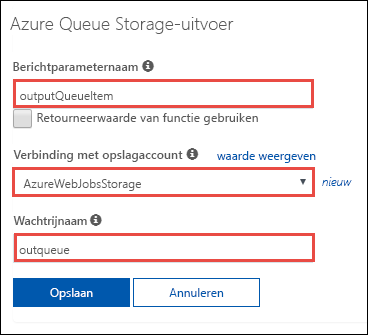 Azure Queue Storage-uitvoer
Berichtparameternaam
outputQueueItem
Retourneerwaarde van functie gebruiken
Verbinding met opslagaccount waarde weergeven
AzureWebJobsStorage nieuw
Wachtrijnaam
outqueue
Opslaan Annuleren